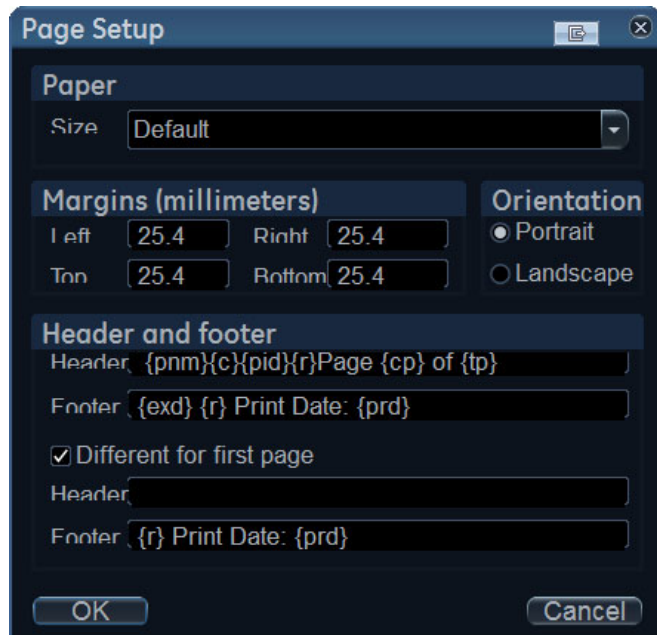 Page Setup
Paper
Size Default
Margins (millimeters)
Left 25.4 Right 25.4
Top 25.4 Bottom 25.4
Orientation
Portrait
Landscape
Header and footer
Header {pnm}{c}{pid}{r}Page {cp} of {tp}
Footer {exd} {r} Print Date: {prd}
Different for first page
Header
Footer {r} Print Date: {prd}
OK Cancel